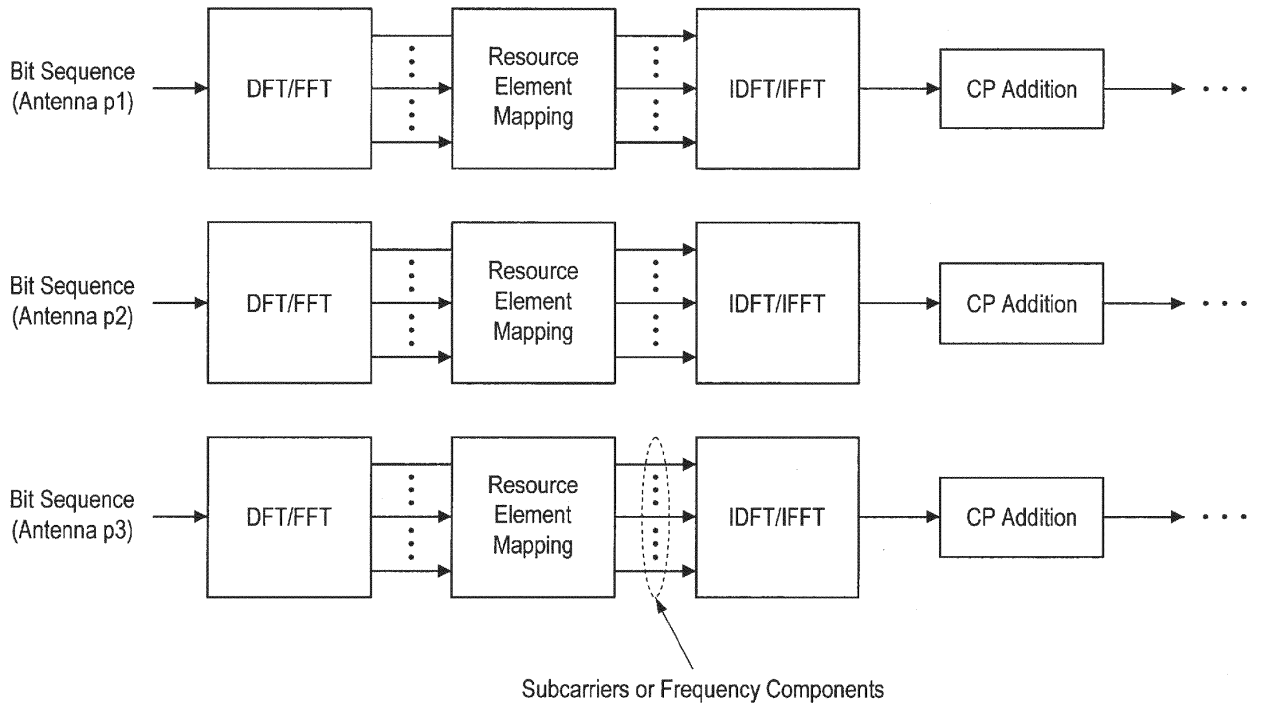 Bit Sequence
(Antenna p1)
DFT/FFT
Resource
Element
Mapping
IDFT/IFFT
CP Addition
Bit Sequence
(Antenna p2)
DFT/FFT
Resource
Element
Mapping
IDFT/IFFT
CP Addition
Bit Sequence
(Antenna p3)
DFT/FFT
Resource
Element
Mapping
IDFT/IFFT
CP Addition
Subcarriers or Frequency Components